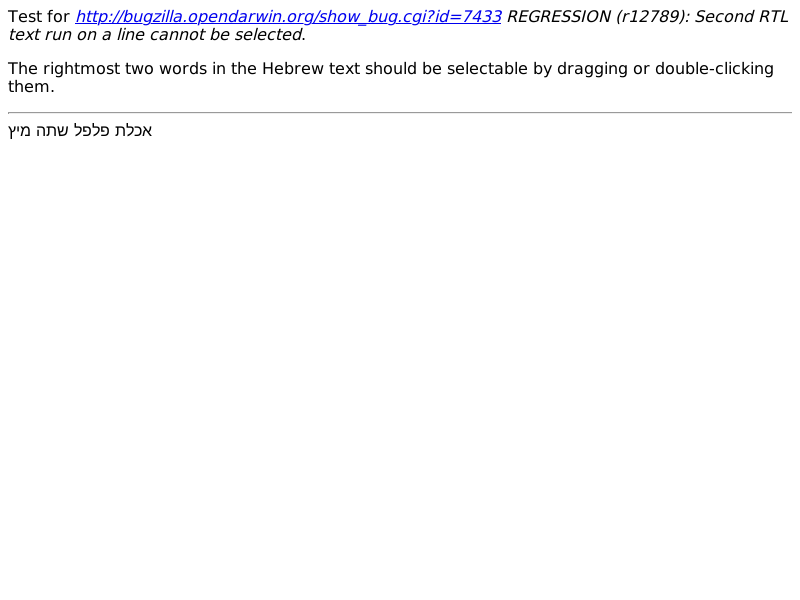 Test for http://bugzilla.opendarwin.org/show_bug.cgi?id=7433 REGRESSION (r12789): Second RTL
text run on a line cannot be selected.
The rightmost two words in the Hebrew text should be selectable by dragging or double-clicking
them.
אכלת פלפל שתה מיץ